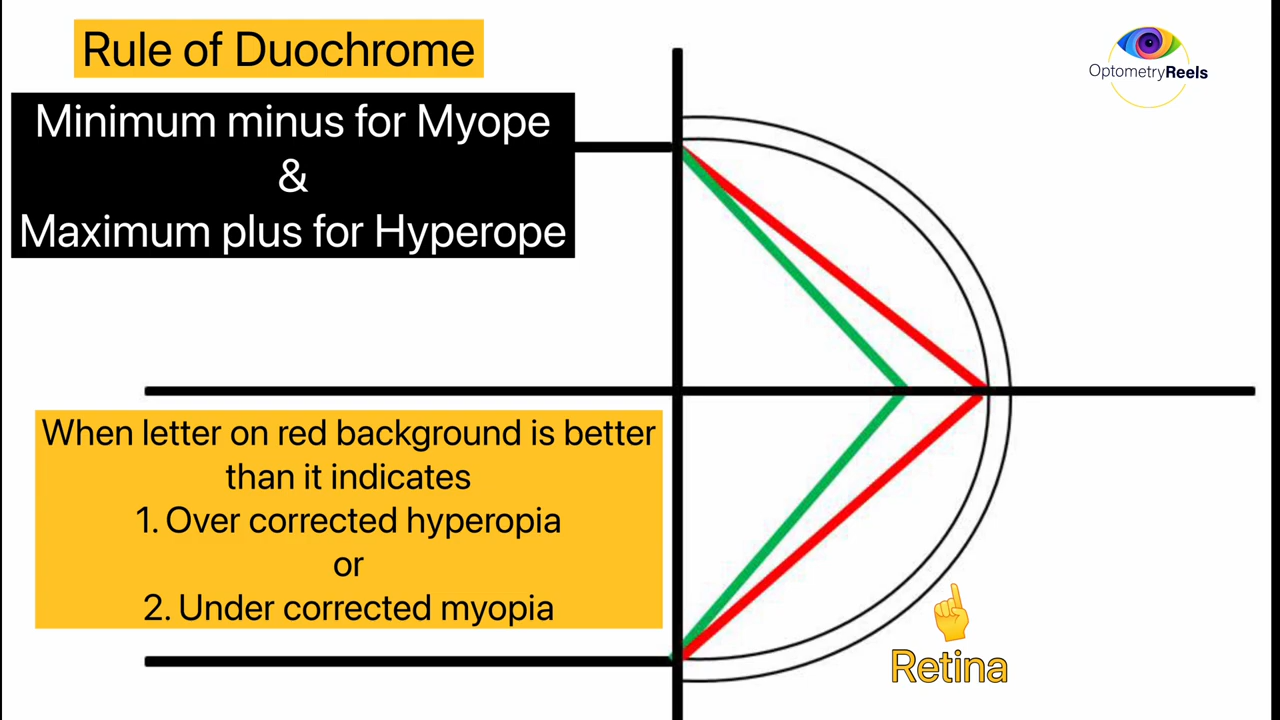 Rule of Duochrome
OptometryReels
Minimum minus for Myope
&
Maximum plus for Hyperope
When letter on red background is better
than it indicates
1. Over corrected hyperopia
or
2. Under corrected myopia
Retina